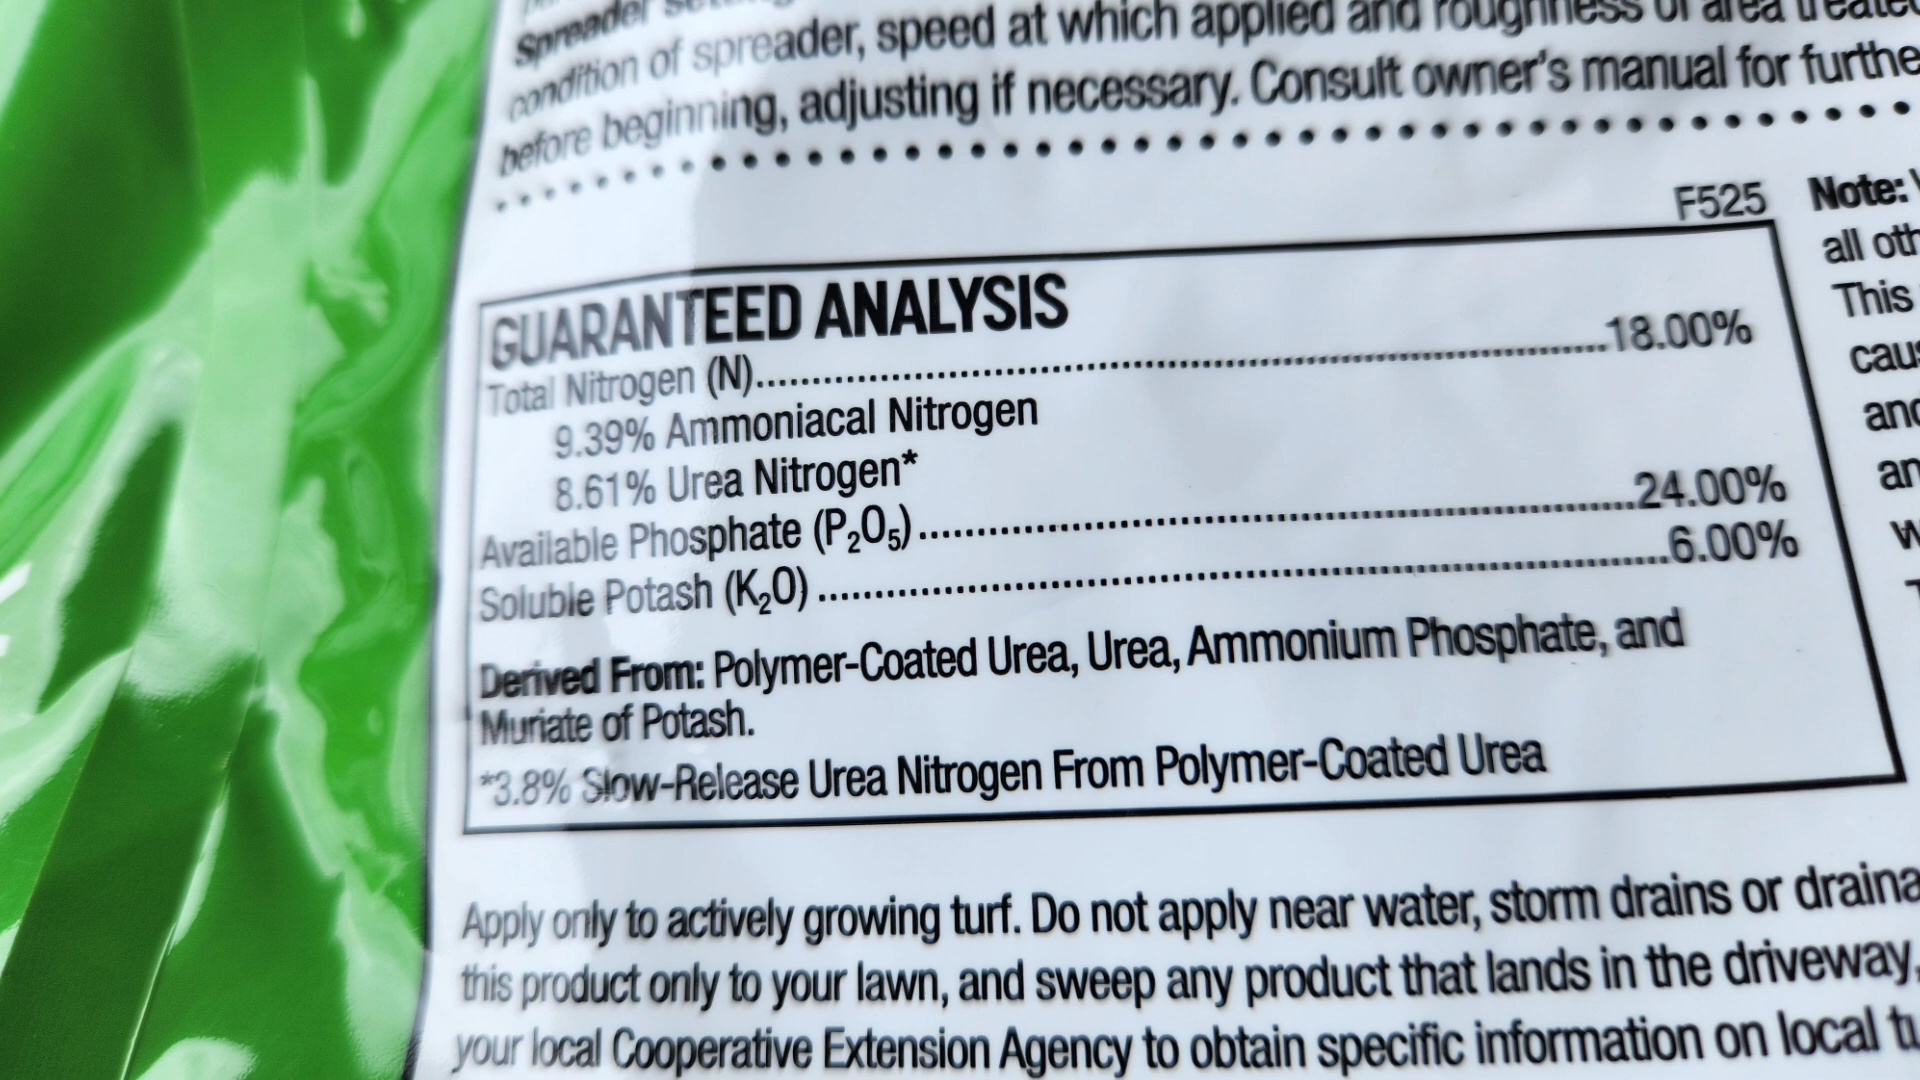 Spreader
condition of spreader, speed at which applied and roughness of area treated
before beginning, adjusting if necessary. Consult owner's manual for furthe
F525
GUARANTEED ANALYSIS
Total Nitrogen (N)..........18.00%
9.39% Ammoniacal Nitrogen
8.61% Urea Nitrogen*
Available Phosphate (P₂O₅)..........24.00%
Soluble Potash (K₂O)..........6.00%
Derived From: Polymer-Coated Urea, Urea, Ammonium Phosphate, and
Muriate of Potash.
*3.8% Slow-Release Urea Nitrogen From Polymer-Coated Urea
Note:
all oth
This
caus
and
an
w
T
Apply only to actively growing turf. Do not apply near water, storm drains or draina
this product only to your lawn, and sweep any product that lands in the driveway,
your local Cooperative Extension Agency to obtain specific information on local tu